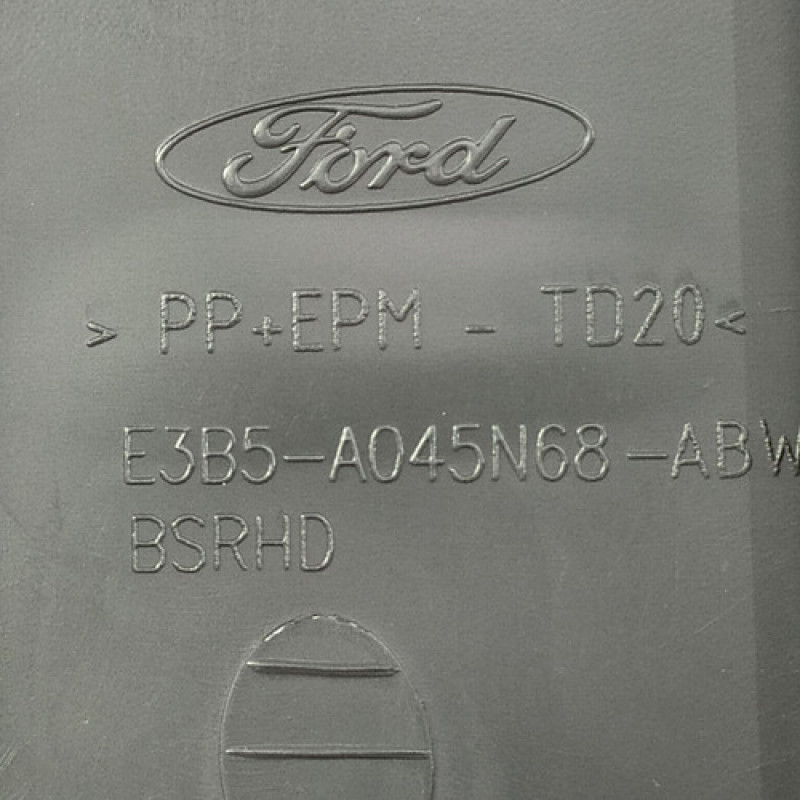 Ford
> PP+EPM - TD20<
E3B5-A045N68-ABW
BSRHD